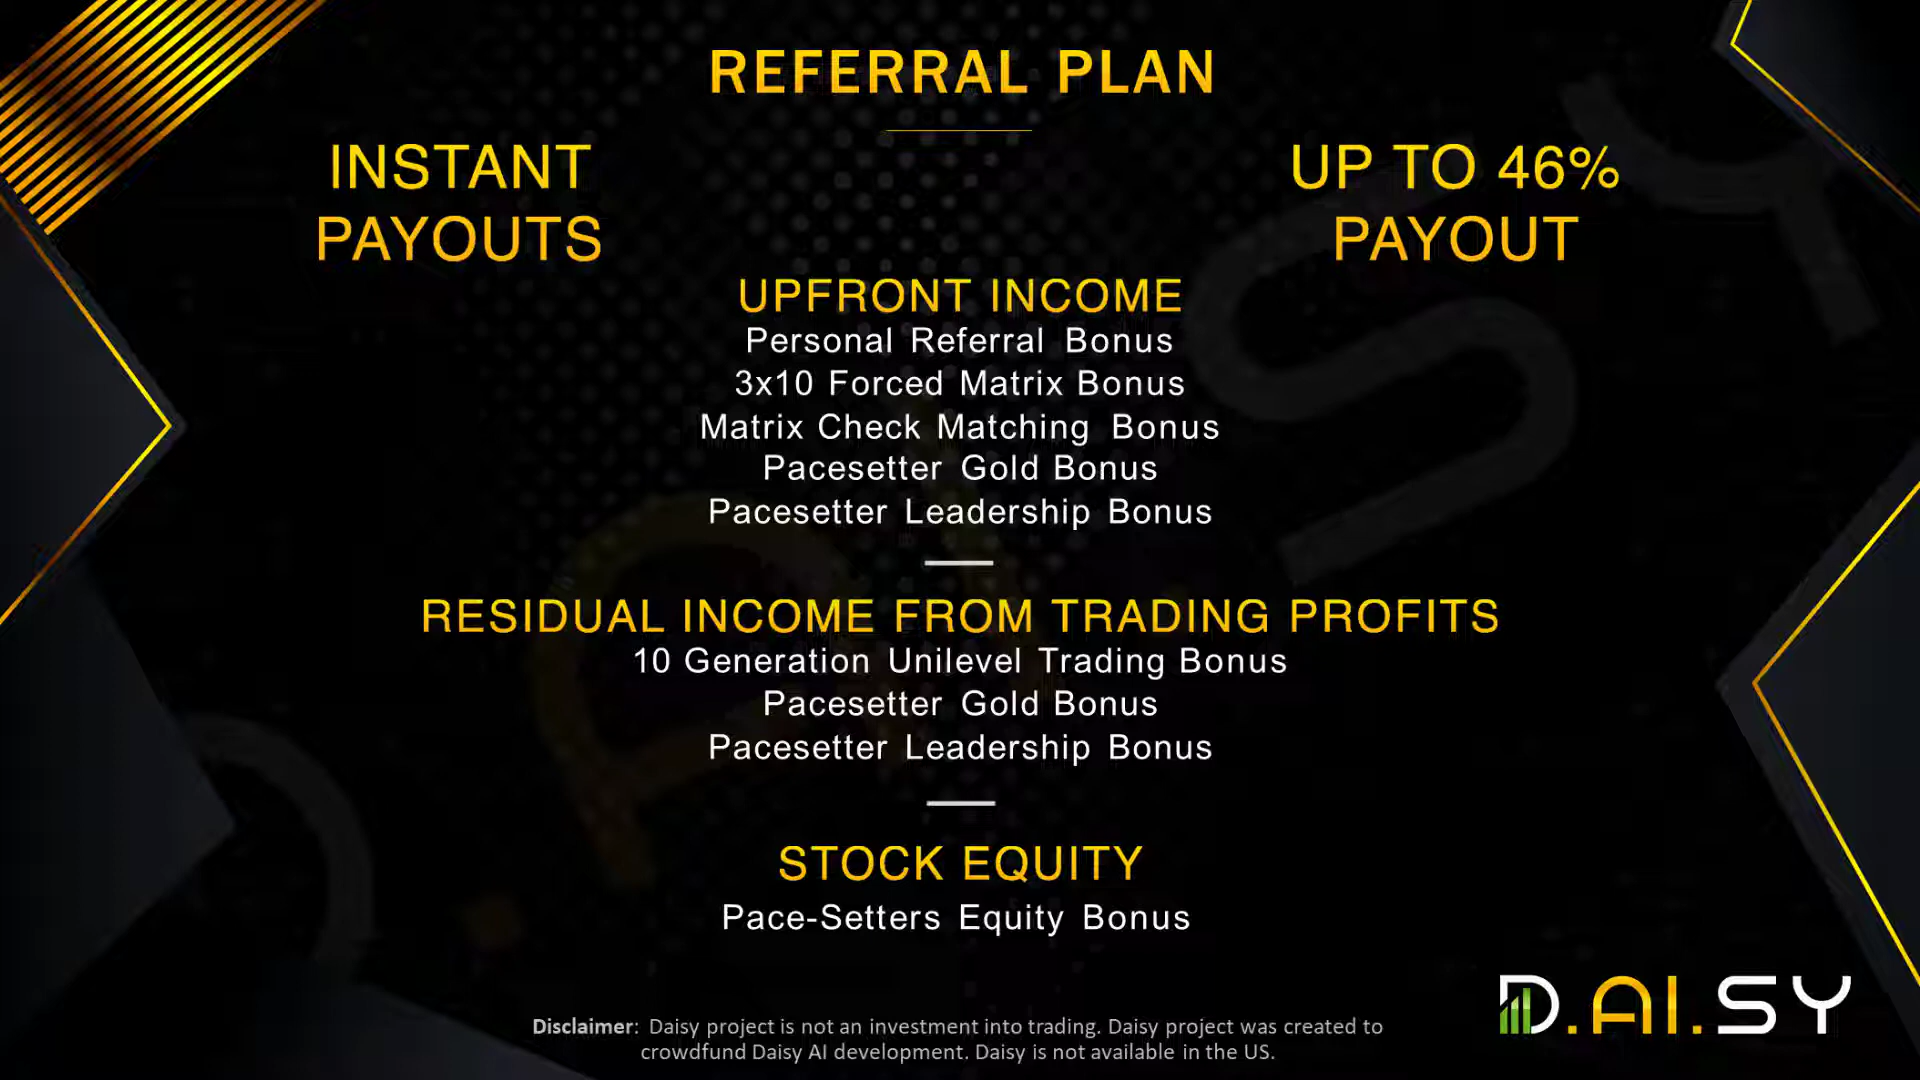 REFERRAL PLAN
INSTANT
PAYOUTS
UP TO 46%
PAYOUT
UPFRONT INCOME
Personal Referral Bonus
3x10 Forced Matrix Bonus
Matrix Check Matching Bonus
Pacesetter Gold Bonus
Pacesetter Leadership Bonus
RESIDUAL INCOME FROM TRADING PROFITS
10 Generation Unilevel Trading Bonus
Pacesetter Gold Bonus
Pacesetter Leadership Bonus
STOCK EQUITY
Pace-Setters Equity Bonus
D.AI.SY
Disclaimer: Daisy project is not an investment into trading. Daisy project was created to
crowdfund Daisy AI development. Daisy is not available in the US.